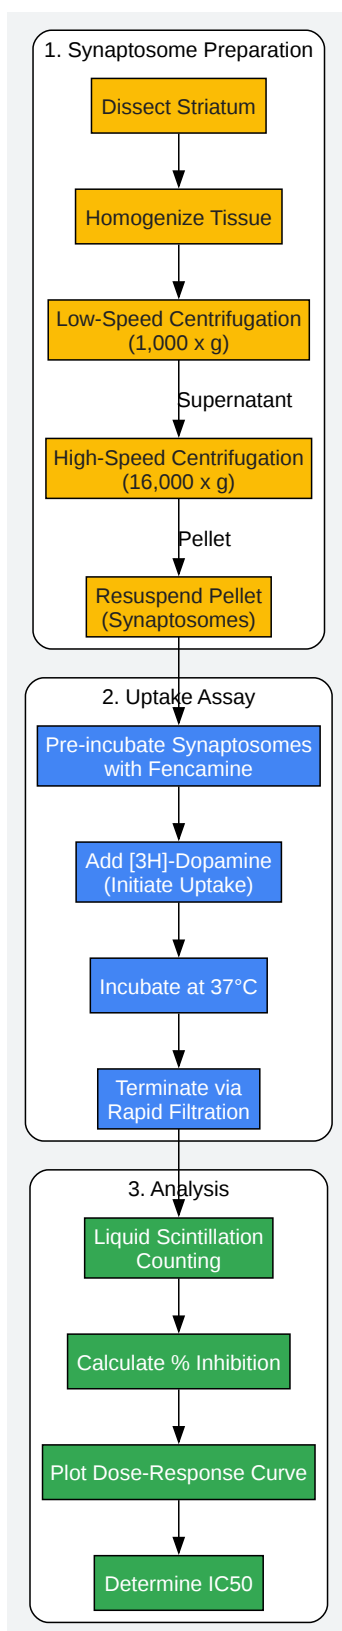 1. Synaptosome Preparation
Dissect Striatum
Homogenize Tissue
Low-Speed Centrifugation
(1,000 x g)
Supernatant
High-Speed Centrifugation
(16,000 x g)
Pellet
Resuspend Pellet
(Synaptosomes)
2. Uptake Assay
Pre-incubate Synaptosomes
with Fencamine
Add [3H]-Dopamine
(Initiate Uptake)
Incubate at 37°C
Terminate via
Rapid Filtration
3. Analysis
Liquid Scintillation
Counting
Calculate % Inhibition
Plot Dose-Response Curve
Determine IC50